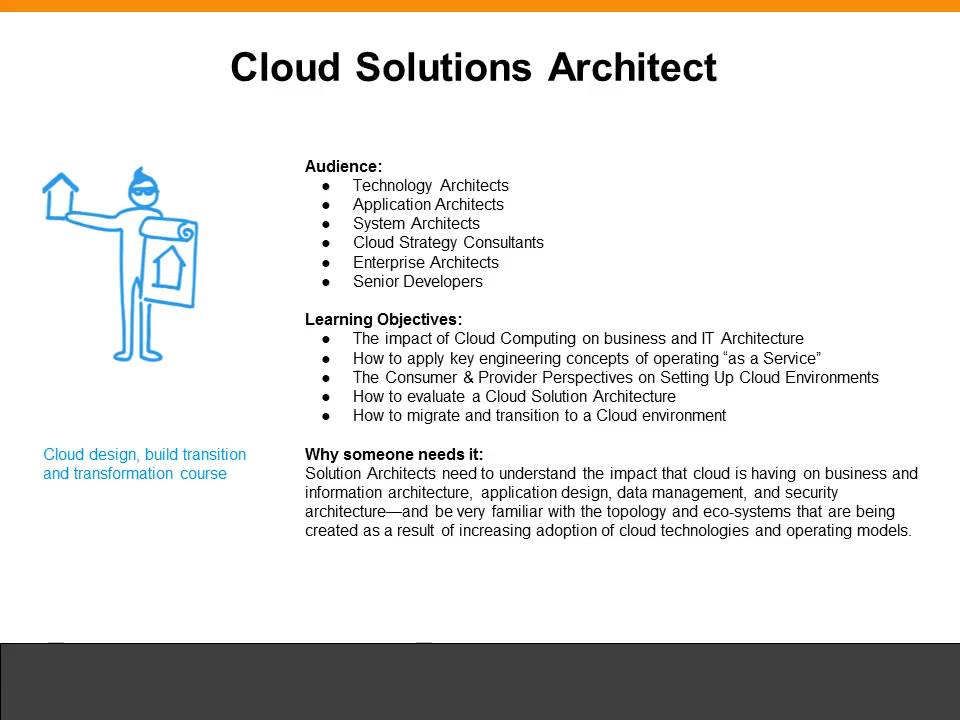 Cloud Solutions Architect
Audience:
● Technology Architects
● Application Architects
● System Architects
● Cloud Strategy Consultants
● Enterprise Architects
● Senior Developers
Learning Objectives:
● The impact of Cloud Computing on business and IT Architecture
● How to apply key engineering concepts of operating “as a Service”
● The Consumer & Provider Perspectives on Setting Up Cloud Environments
● How to evaluate a Cloud Solution Architecture
● How to migrate and transition to a Cloud environment
Cloud design, build transition
and transformation course
Why someone needs it:
Solution Architects need to understand the impact that cloud is having on business and
information architecture, application design, data management, and security
architecture—and be very familiar with the topology and eco-systems that are being
created as a result of increasing adoption of cloud technologies and operating models.